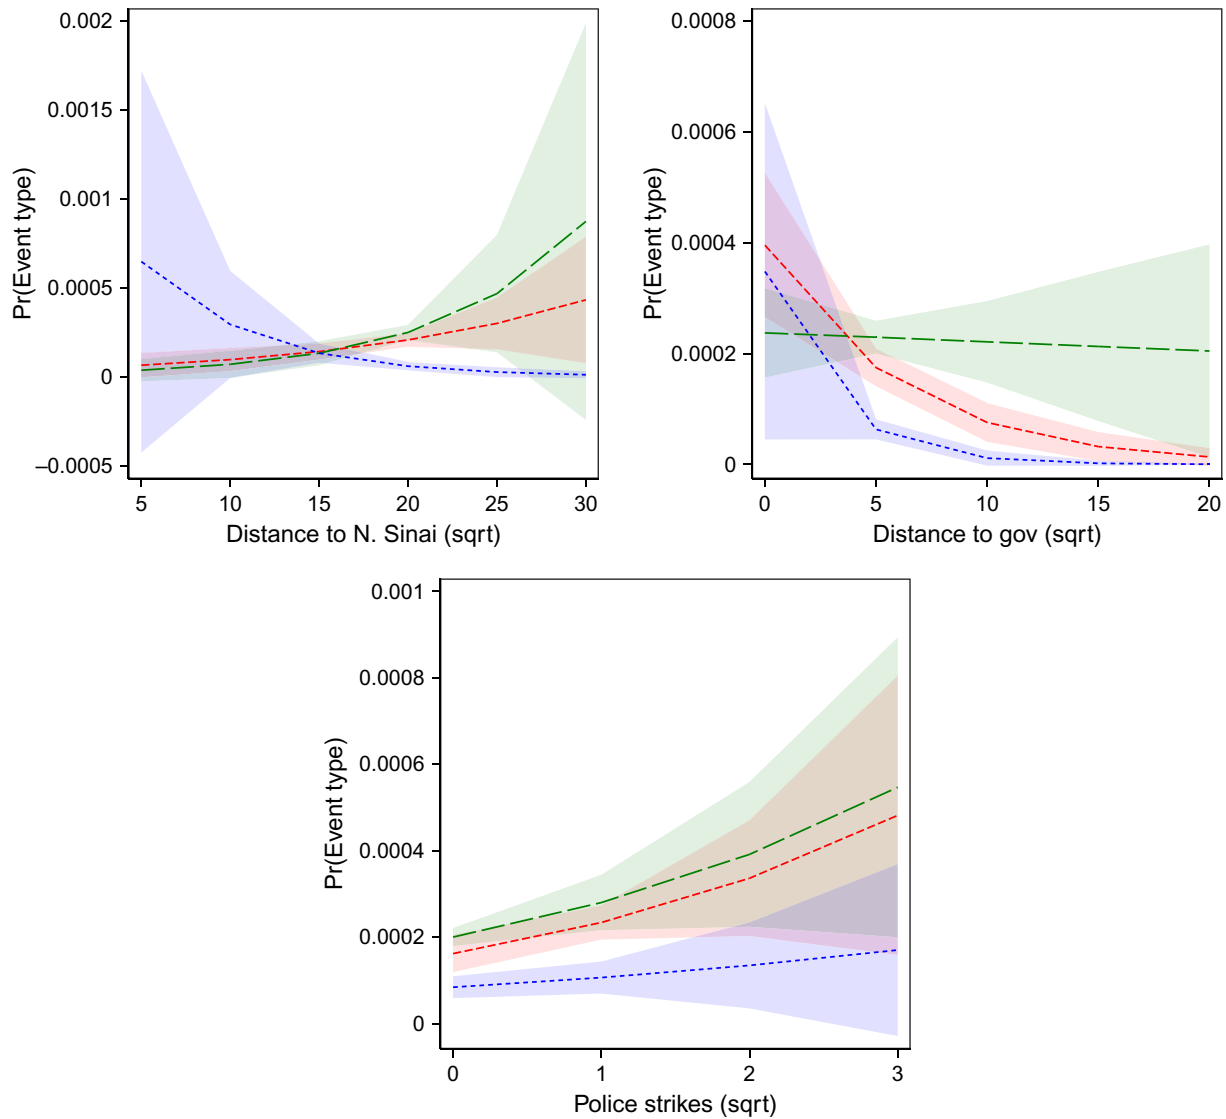 0.002
0.0015
0.001
0.0005
0
–0.0005
Pr(Event type)
5 10 15 20 25 30
Distance to N. Sinai (sqrt)
0.0008
0.0006
0.0004
0.0002
0
Pr(Event type)
0 5 10 15 20
Distance to gov (sqrt)
0.001
0.0008
0.0006
0.0004
0.0002
0
Pr(Event type)
0 1 2 3
Police strikes (sqrt)